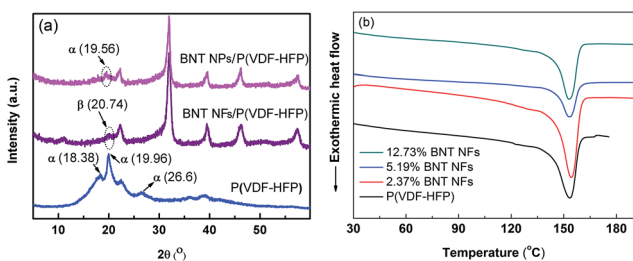 (a)
α (19.56)
BNT NPs/P(VDF-HFP)
β (20.74)
BNT NFs/P(VDF-HFP)
α (18.38)
α (19.96)
α (26.6)
P(VDF-HFP)
Intensity (a.u.)
20 30 40 50
2θ (°)
(b)
Exothermic heat flow
12.73% BNT NFs
5.19% BNT NFs
2.37% BNT NFs
P(VDF-HFP)
30 60 90 120 150 180
Temperature (°C)